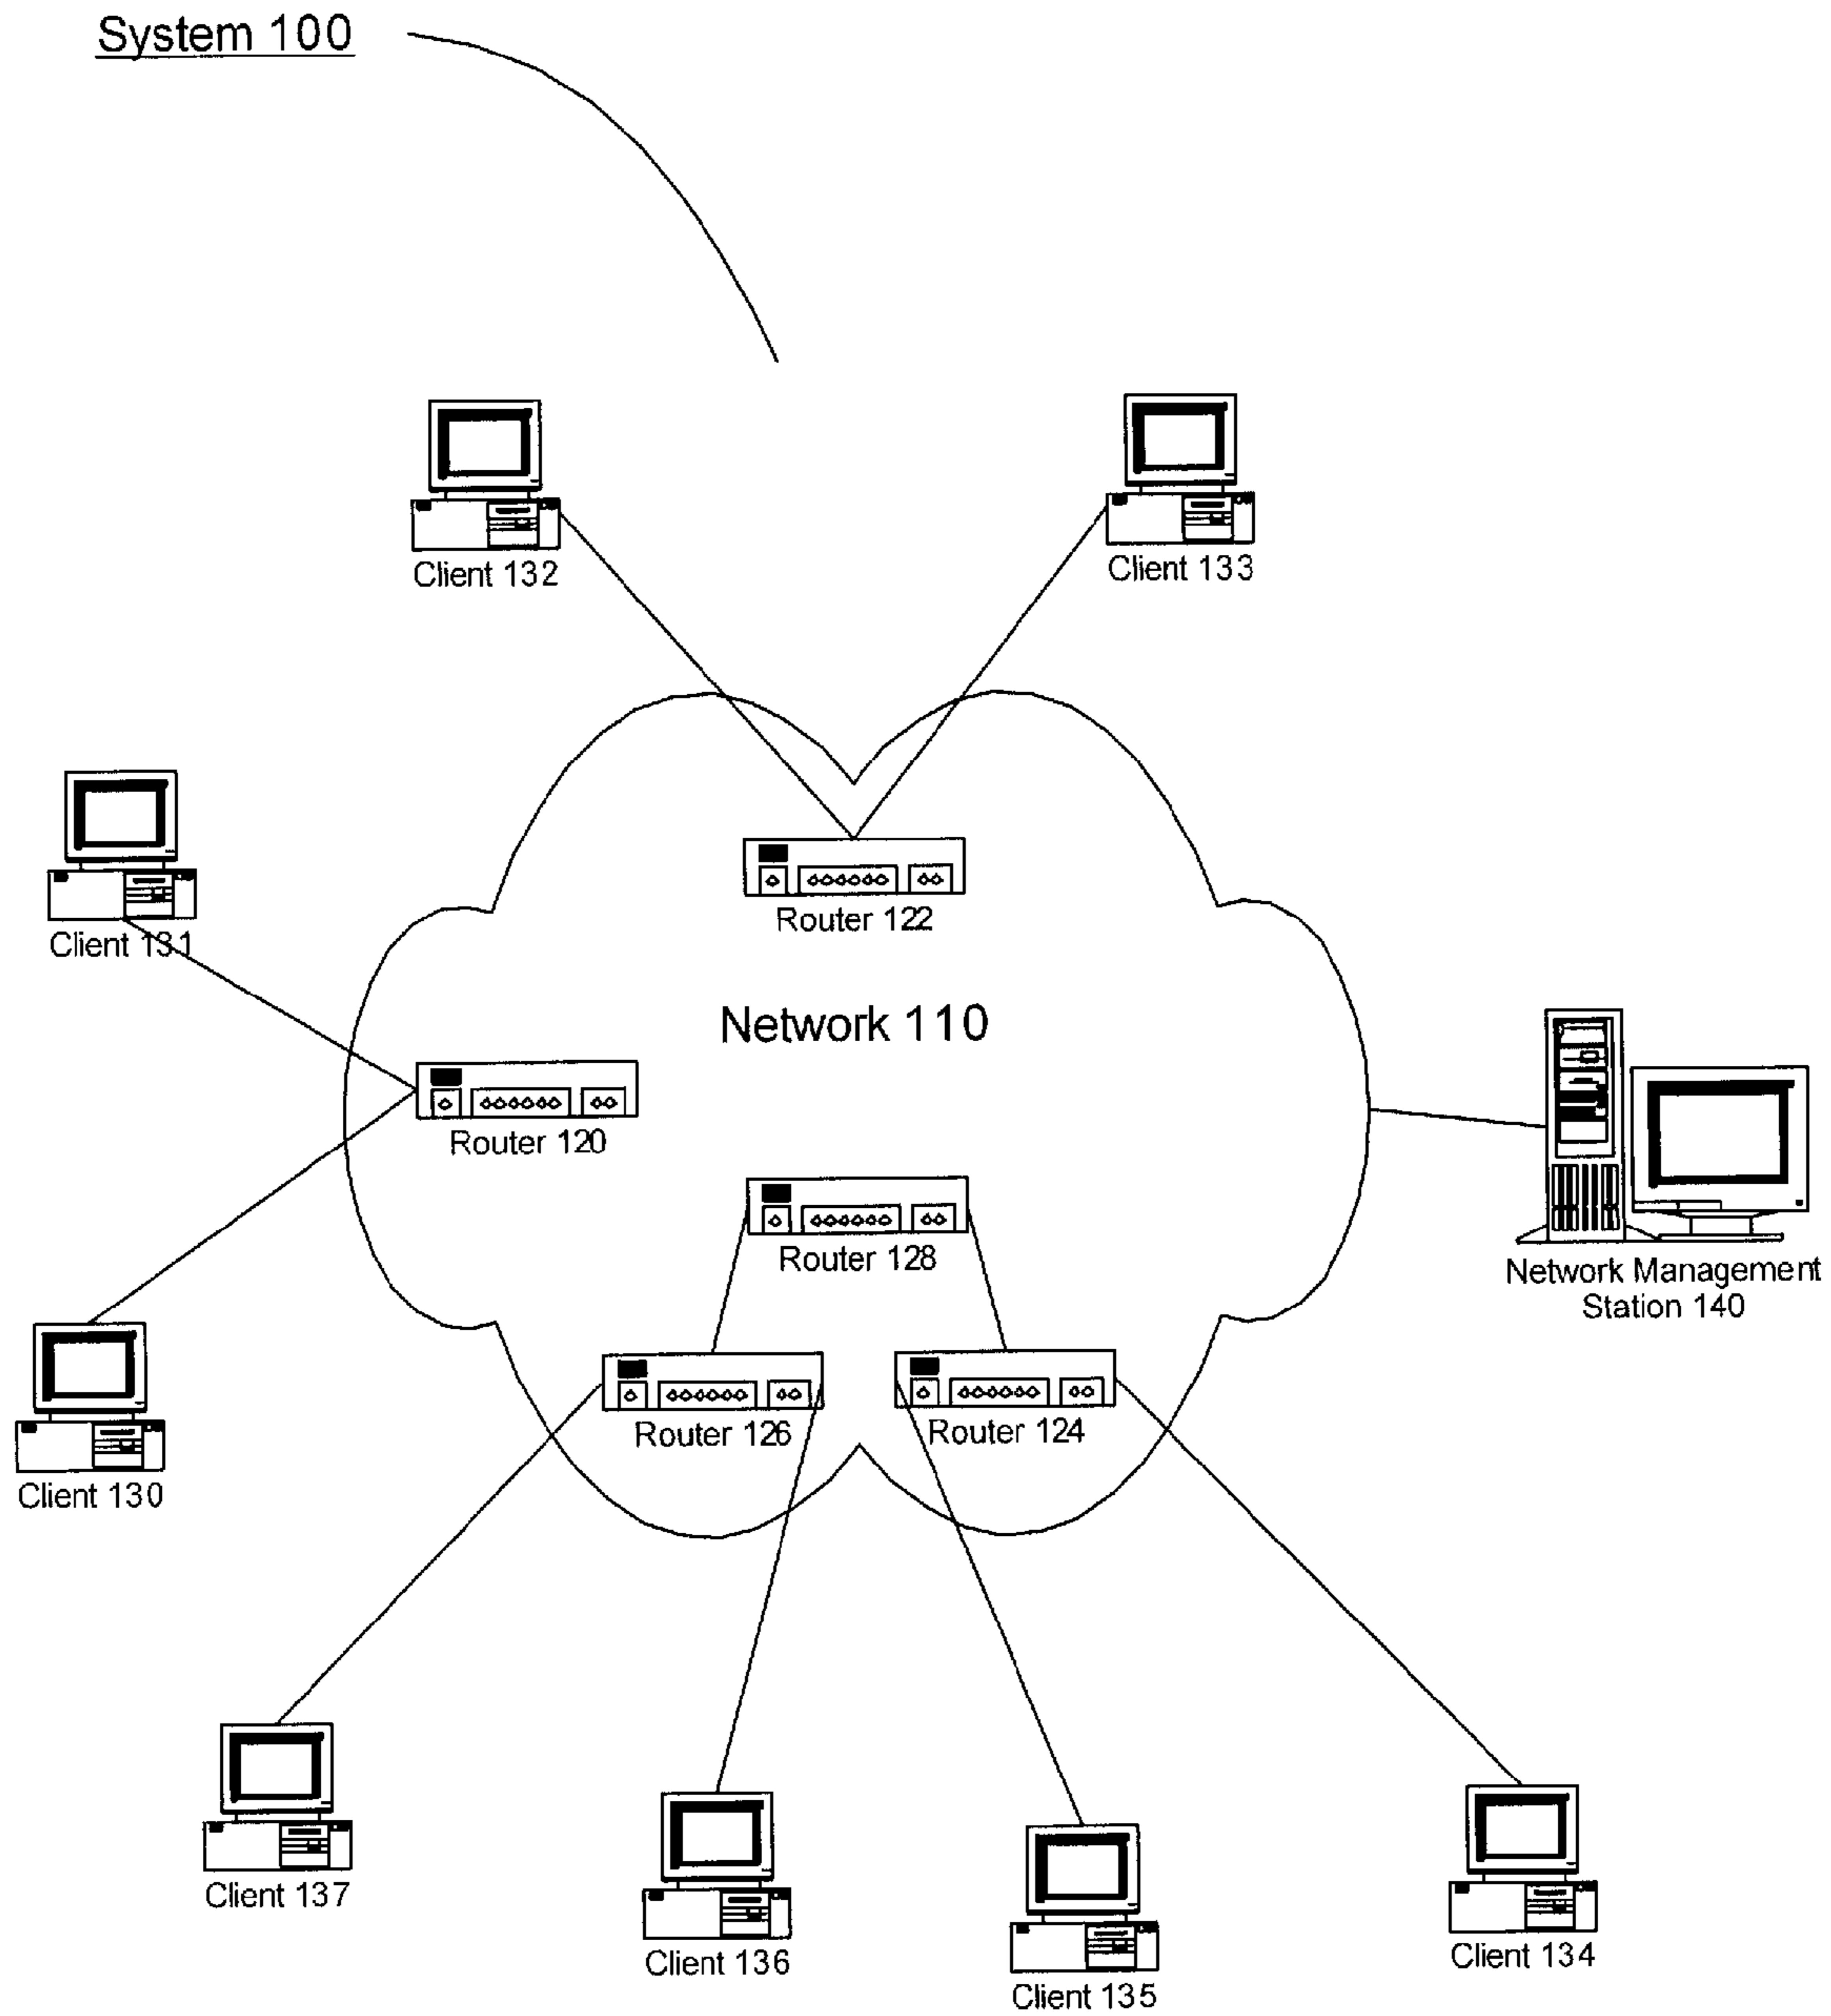 System 100
Client 132
Client 133
Client 131
Router 122
Network 110
Router 120
Router 128
Network Management
Station 140
Router 126
Router 124
Client 130
Client 137
Client 136
Client 135
Client 134